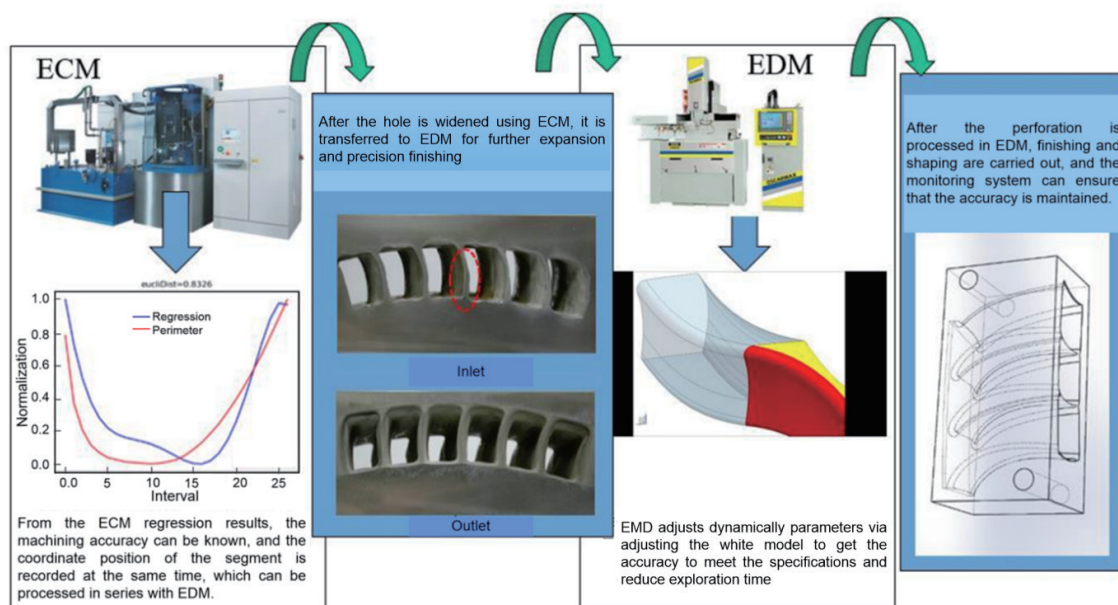 ECM
eucliDist=0.8326
Regression
Perimeter
Normalization
1.0
0.8
0.6
0.4
0.2
0.0
0.0
5
10
15
20
25
Interval
From the ECM regression results, the
machining accuracy can be known, and the
coordinate position of the segment is
recorded at the same time, which can be
processed in series with EDM.
After the hole is widened using ECM, it is
transferred to EDM for further expansion
and precision finishing
Inlet
Outlet
EDM
EMD adjusts dynamically parameters via
adjusting the white model to get the
accuracy to meet the specifications and
reduce exploration time
After the perforation is
processed in EDM, finishing and
shaping are carried out, and the
monitoring system can ensure
that the accuracy is maintained.